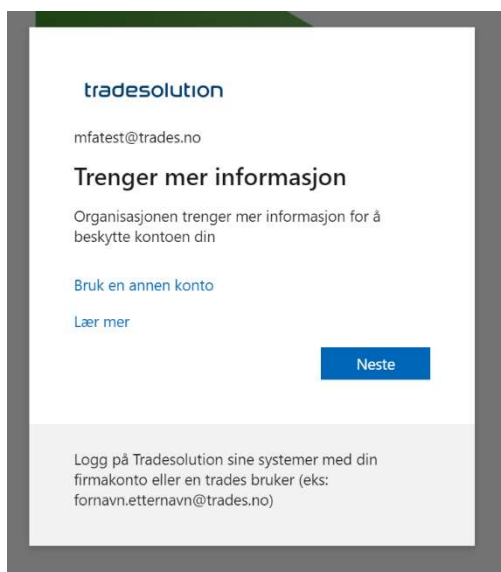 tradesolution
mfatest@trades.no
Trenger mer informasjon
Organisasjonen trenger mer informasjon for å
beskytte kontoen din
Bruk en annen konto
Lær mer
Neste
Logg på Tradesolution sine systemer med din
firmakonto eller en trades bruker (eks:
fornavn.etternavn@trades.no)